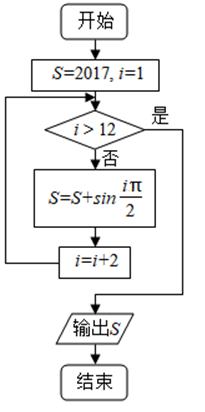 开始
S=2017, i=1
i > 12
是
否
S=S+sin iπ/2
i=i+2
输出S
结束